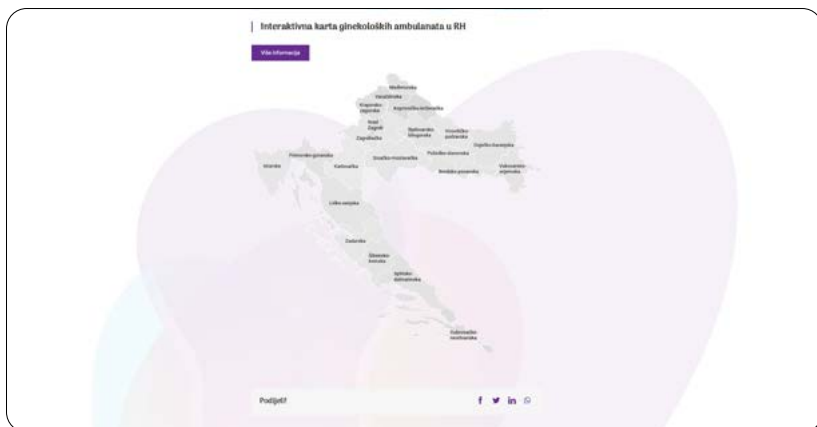 Interaktivna karta ginekoloških ambulanata u RH
Više informacija
Međimurska
Varaždinska
Krapinsko-
zagorska
Koprivničko-križevačka
Grad
Zagreb
Bjelovarsko-
bilogorska
Virovitičko-
podravska
Zagrebačka
Osječko-baranjska
Primorsko-goranska
Sisačko-moslavačka
Požeško-slavonska
Istarska
Karlovačka
Brodsko-posavska
Vukovarsko-
srijemska
Ličko-senjska
Zadarska
Šibensko-
kninska
Splitsko-
dalmatinska
Dubrovačko-
neretvanska
Podijeli!